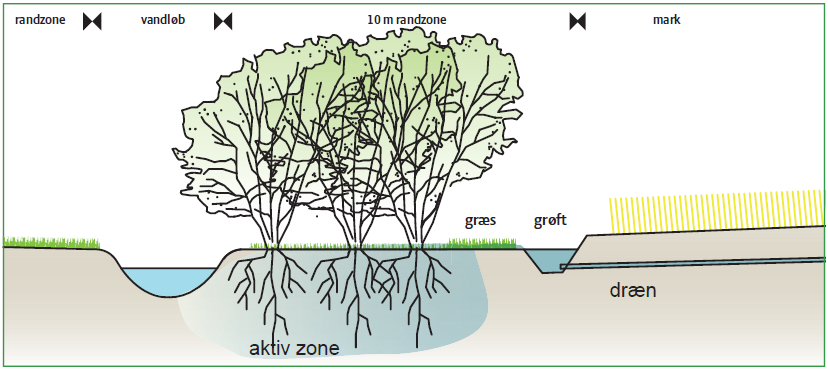 randzone vandløb 10 m randzone mark
græs grøft
dræn
aktiv zone